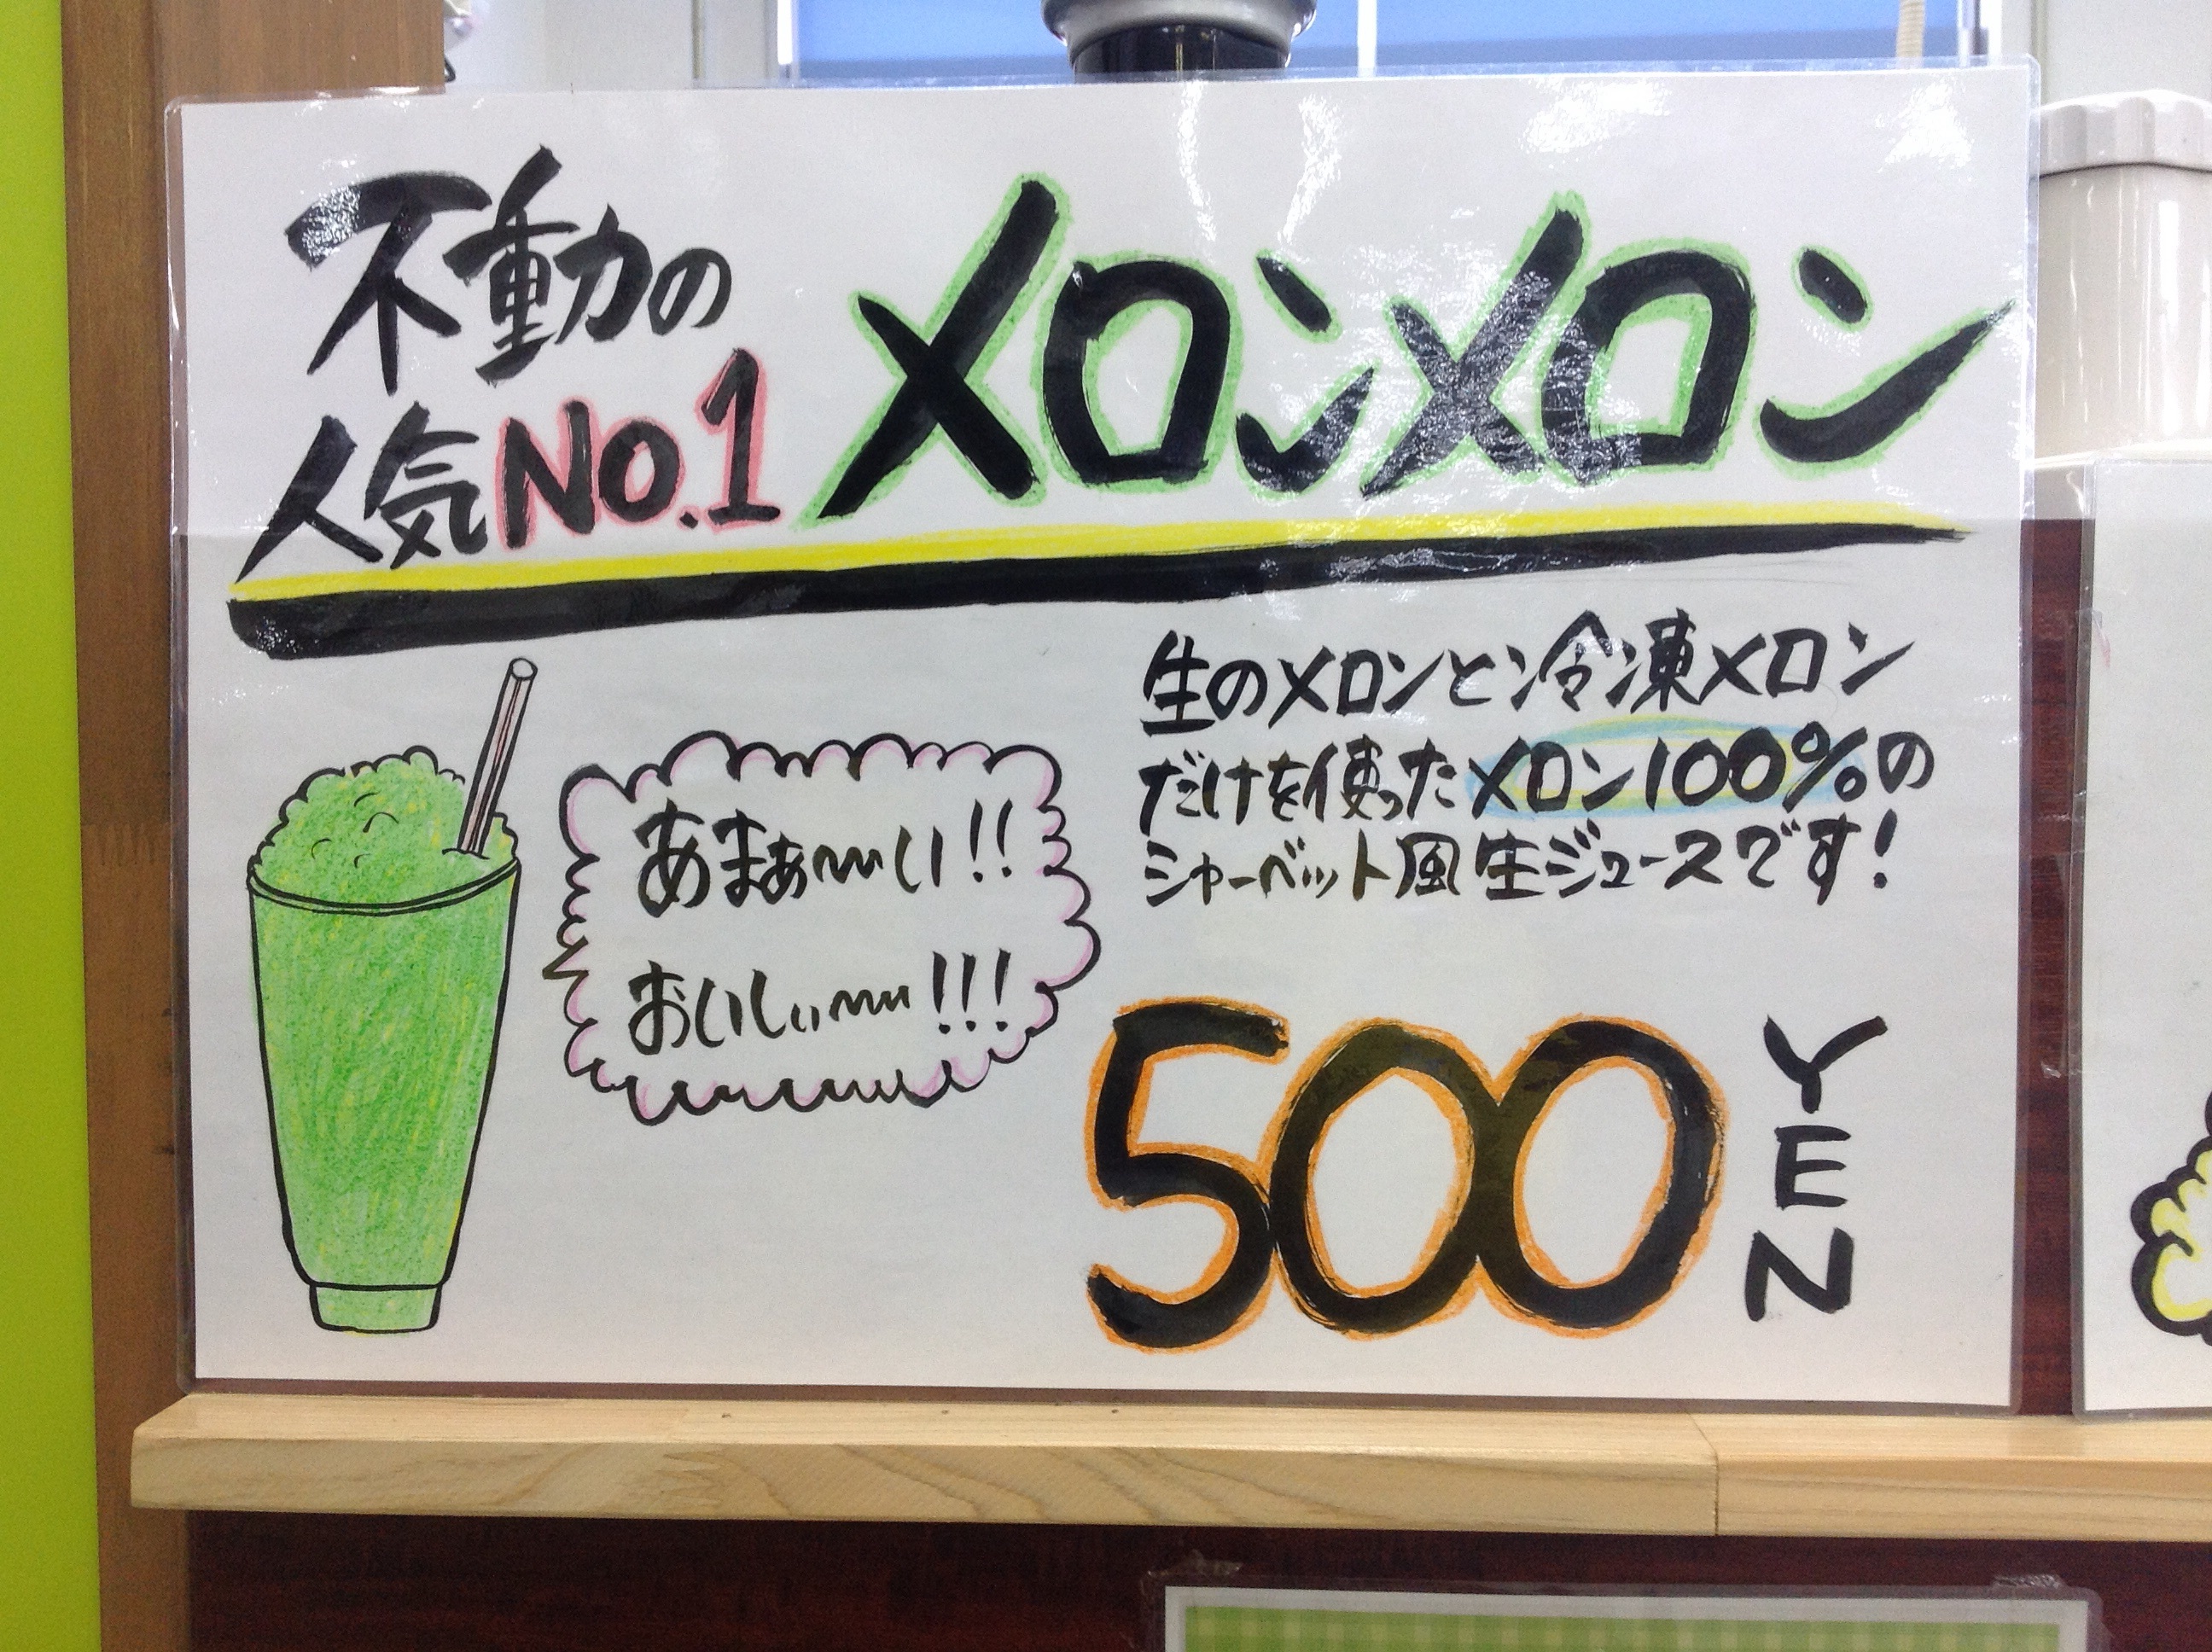 不動の
人気No.1
メロンメロン
生のメロンと冷凍メロン
だけを使ったメロン100%の
シャーベット風生ジュースです!
あまぁ〜い!!
おいしぃ〜!!!
500
YEN